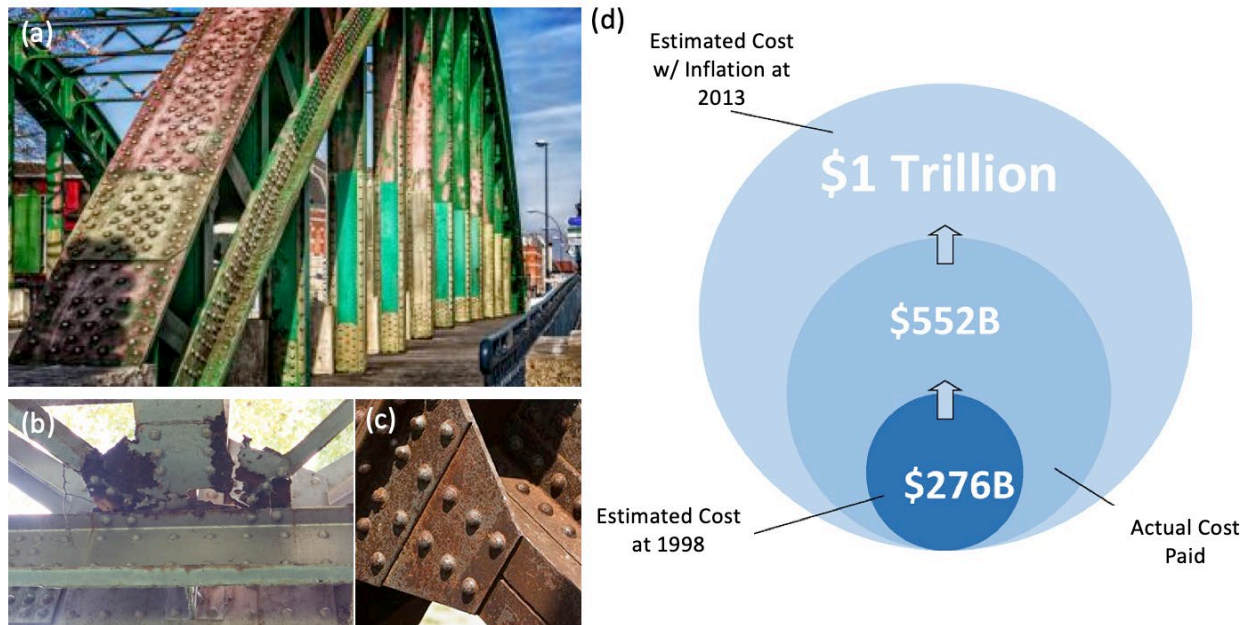 (a)
(b)
(c)
(d)
Estimated Cost
w/ Inflation at
2013
$1 Trillion
$552B
$276B
Estimated Cost
at 1998
Actual Cost
Paid